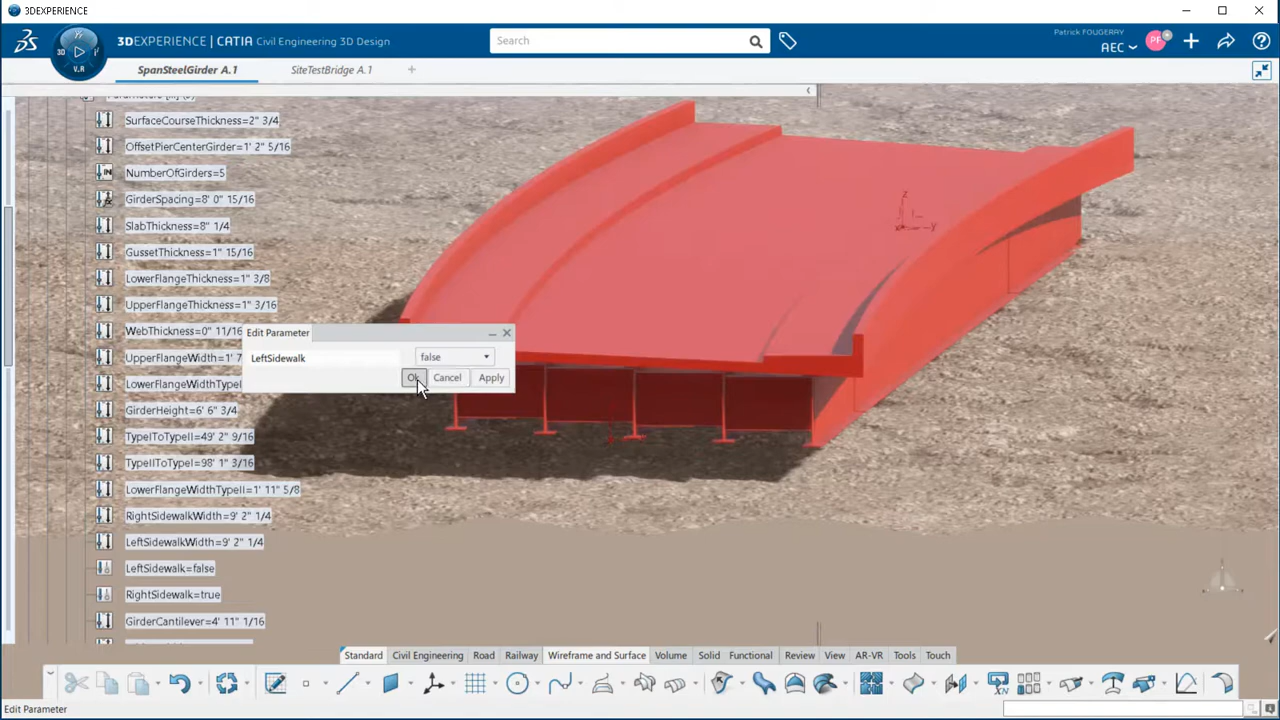 3DEXPERIENCE
3DEXPERIENCE | CATIA Civil Engineering 3D Design
Search
Patrick FOUGERAY
AEC
PF
3D
V.R
SpanSteelGirder A.1
SiteTestBridge A.1
SurfaceCourseThickness=2" 3/4
OffsetPierCenterGirder=1' 2" 5/16
NumberOfGirders=5
GirderSpacing=8' 0" 15/16
SlabThickness=8" 1/4
GussetThickness=1" 15/16
LowerFlangeThickness=1" 3/8
UpperFlangeThickness=1" 3/16
WebThickness=0" 11/16
UpperFlangeWidth=1' 7
LowerFlangeWidthTypeI
GirderHeight=6' 6" 3/4
TypeIToTypeII=49' 2" 9/16
TypeIIToTypeI=98' 1" 3/16
LowerFlangeWidthTypeII=1' 11" 5/8
RightSidewalkWidth=9' 2" 1/4
LeftSidewalkWidth=9' 2" 1/4
LeftSidewalk=false
RightSidewalk=true
GirderCantilever=4' 11" 1/16
Edit Parameter
LeftSidewalk
false
Ok
Cancel
Apply
z
x
y
Standard
Civil Engineering
Road
Railway
Wireframe and Surface
Volume
Solid
Functional
Review
View
AR-VR
Tools
Touch
Edit Parameter